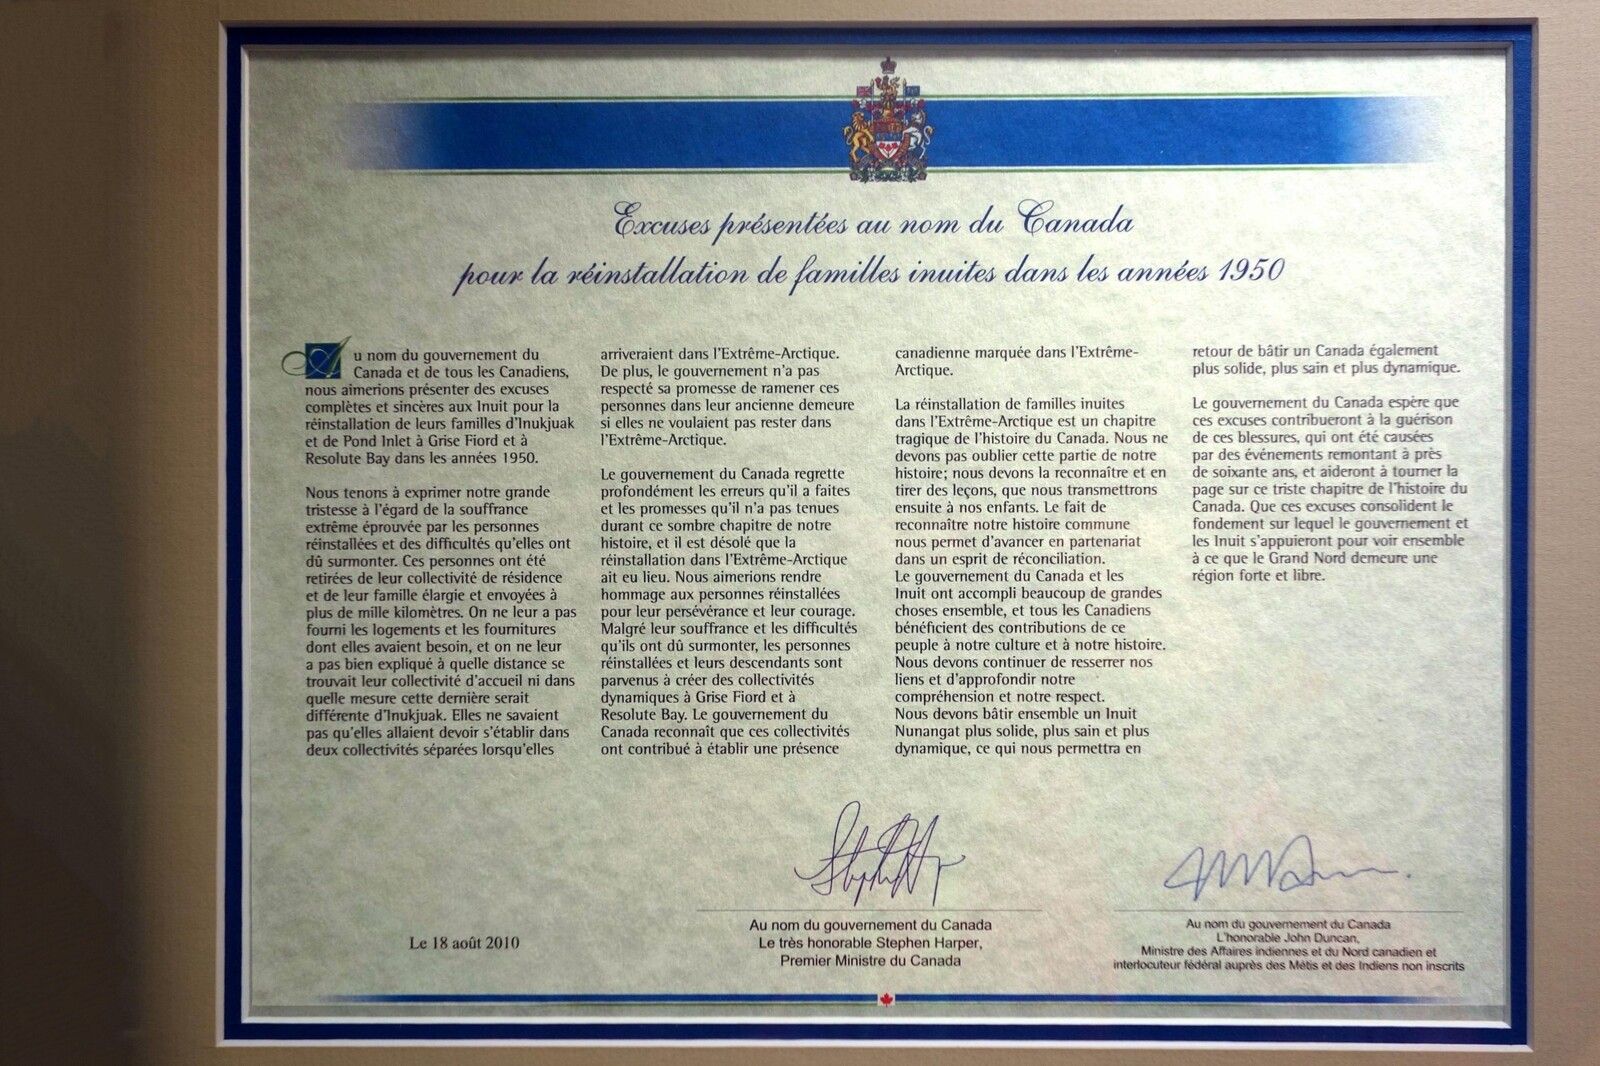 Excuses présentées au nom du Canada
pour la réinstallation de familles inuites dans les années 1950
Au nom du gouvernement du
Canada et de tous les Canadiens,
nous aimerions présenter des excuses
complètes et sincères aux Inuit pour la
réinstallation de leurs familles d'Inukjuak
et de Pond Inlet à Grise Fiord et à
Resolute Bay dans les années 1950.
Nous tenons à exprimer notre grande
tristesse à l'égard de la souffrance
extrême éprouvée par les personnes
réinstallées et des difficultés qu'elles ont
dû surmonter. Ces personnes ont été
retirées de leur collectivité de résidence
et de leur famille élargie et envoyées à
plus de mille kilomètres. On ne leur a pas
fourni les logements et les fournitures
dont elles avaient besoin, et on ne leur
a pas bien expliqué à quelle distance se
trouvait leur collectivité d'accueil ni dans
quelle mesure cette dernière serait
différente d'Inukjuak. Elles ne savaient
pas qu'elles allaient devoir s'établir dans
deux collectivités séparées lorsqu'elles
arriveraient dans l'Extrême-Arctique.
De plus, le gouvernement n'a pas
respecté sa promesse de ramener ces
personnes dans leur ancienne demeure
si elles ne voulaient pas rester dans
l'Extrême-Arctique.
Le gouvernement du Canada regrette
profondément les erreurs qu'il a faites
et les promesses qu'il n'a pas tenues
durant ce sombre chapitre de notre
histoire, et il est désolé que la
réinstallation dans l'Extrême-Arctique
ait eu lieu. Nous aimerions rendre
hommage aux personnes réinstallées
pour leur persévérance et leur courage.
Malgré leur souffrance et les difficultés
qu'ils ont dû surmonter, les personnes
réinstallées et leurs descendants sont
parvenus à créer des collectivités
dynamiques à Grise Fiord et à
Resolute Bay. Le gouvernement du
Canada reconnaît que ces collectivités
ont contribué à établir une présence
canadienne marquée dans l'Extrême-
Arctique.
La réinstallation de familles inuites
dans l'Extrême-Arctique est un chapitre
tragique de l'histoire du Canada. Nous ne
devons pas oublier cette partie de notre
histoire; nous devons la reconnaître et en
tirer des leçons, que nous transmettrons
ensuite à nos enfants. Le fait de
reconnaître notre histoire commune
nous permet d'avancer en partenariat
dans un esprit de réconciliation.
Le gouvernement du Canada et les
Inuit ont accompli beaucoup de grandes
choses ensemble, et tous les Canadiens
bénéficient des contributions de ce
peuple à notre culture et à notre histoire.
Nous devons continuer de resserrer nos
liens et d'approfondir notre
compréhension et notre respect.
Nous devons bâtir ensemble un Inuit
Nunangat plus solide, plus sain et plus
dynamique, ce qui nous permettra en
retour de bâtir un Canada également
plus solide, plus sain et plus dynamique.
Le gouvernement du Canada espère que
ces excuses contribueront à la guérison
de ces blessures, qui ont été causées
par des événements remontant à près
de soixante ans, et aideront à tourner la
page sur ce triste chapitre de l'histoire du
Canada. Que ces excuses consolident le
fondement sur lequel le gouvernement et
les Inuit s'appuieront pour voir ensemble
à ce que le Grand Nord demeure une
région forte et libre.
Le 18 août 2010
Au nom du gouvernement du Canada
Le très honorable Stephen Harper,
Premier Ministre du Canada
Au nom du gouvernement du Canada
L'honorable John Duncan,
Ministre des Affaires indiennes et du Nord canadien et
interlocuteur fédéral auprès des Métis et des Indiens non inscrits